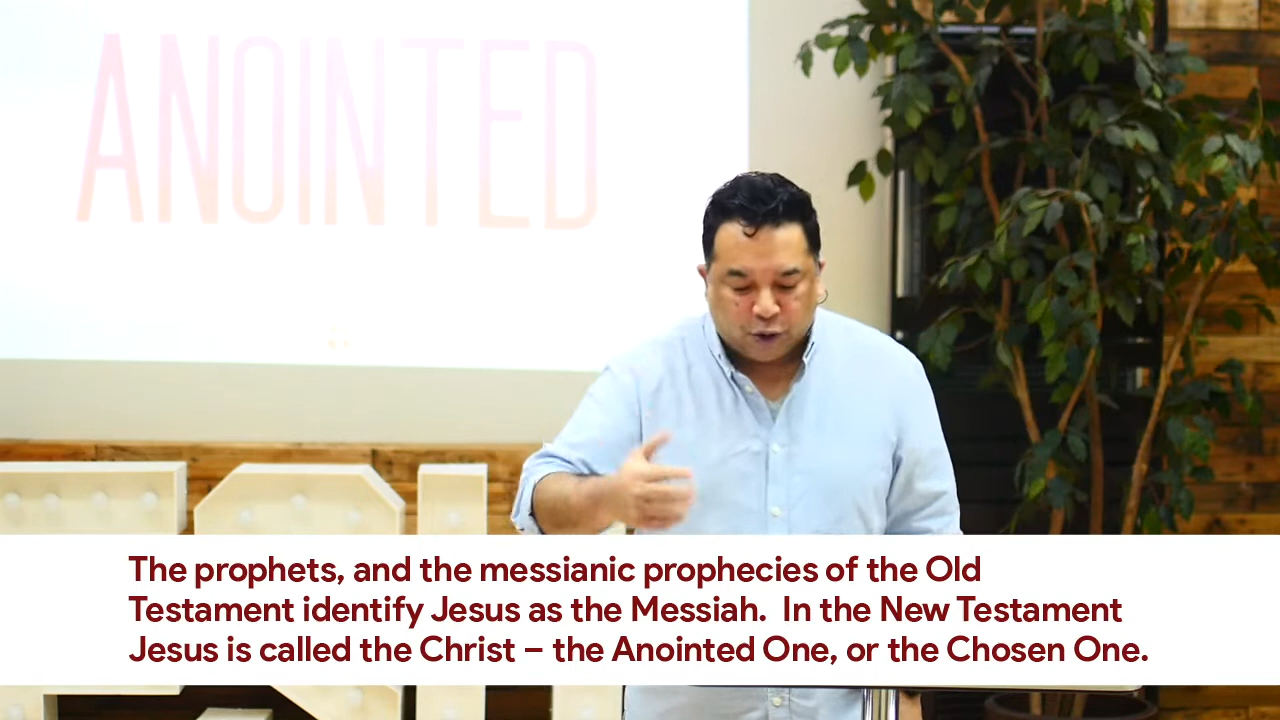 ANOINTED
The prophets, and the messianic prophecies of the Old
Testament identify Jesus as the Messiah.  In the New Testament
Jesus is called the Christ – the Anointed One, or the Chosen One.